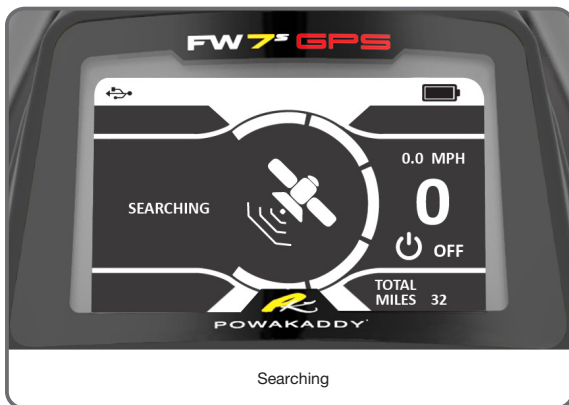 FW7s GPS
SEARCHING
0.0 MPH
0
OFF
TOTAL
MILES 32
POWAKADDY
Searching